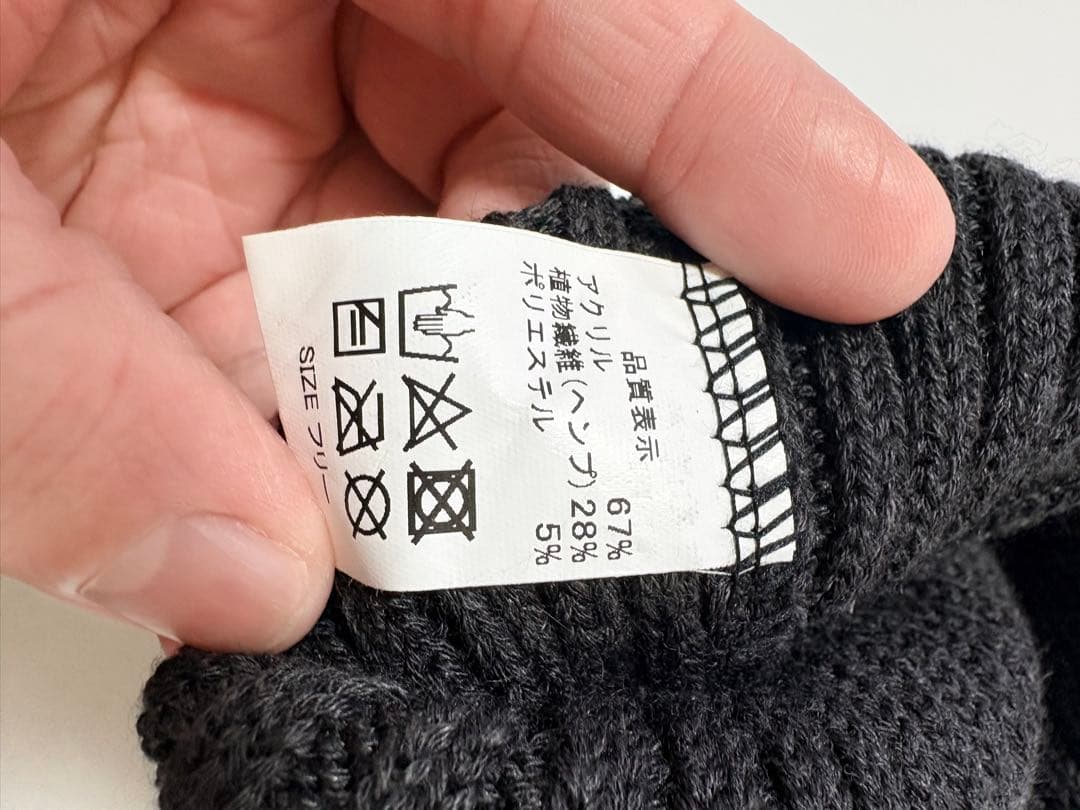 品質表示
アクリル 67%
植物繊維(ヘンプ) 28%
ポリエステル 5%
SIZE フリー